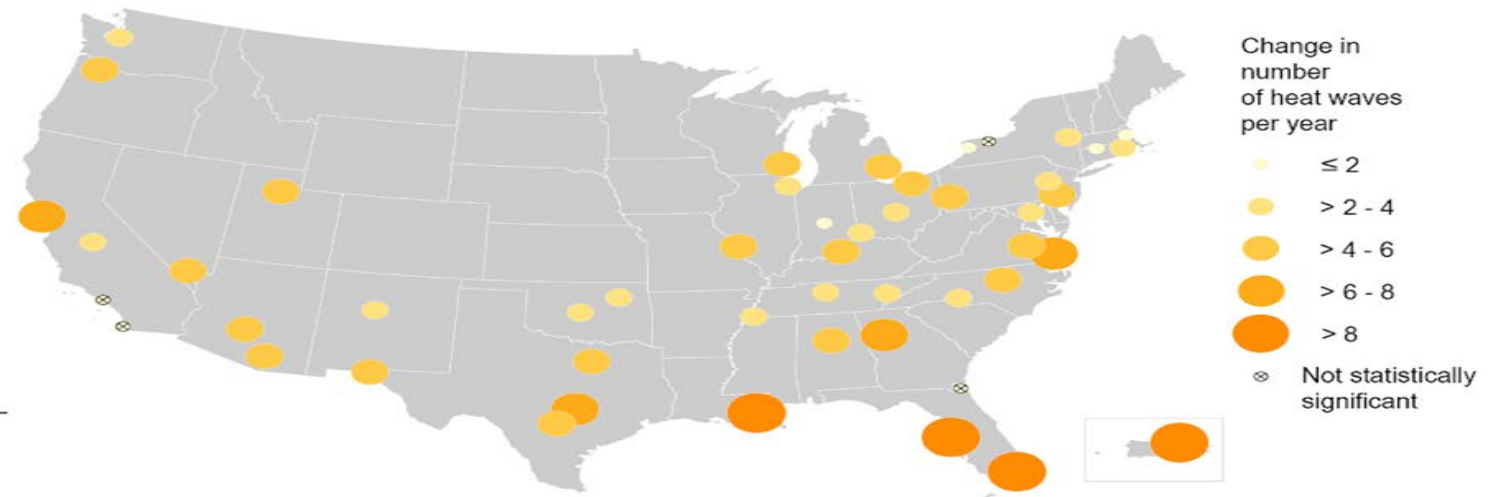 Change in
number
of heat waves
per year
≤ 2
> 2 - 4
> 4 - 6
> 6 - 8
> 8
Not statistically
significant